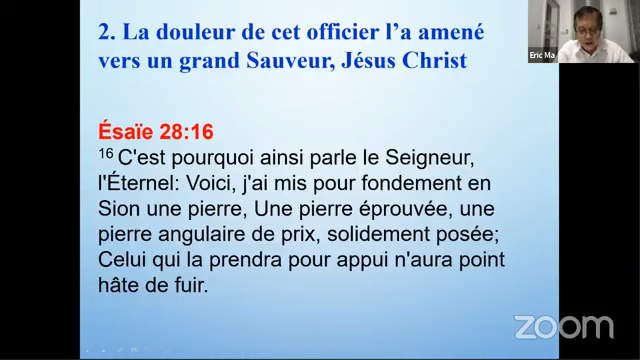 2. La douleur de cet officier l’a amené
vers un grand Sauveur, Jésus Christ
Eric Ma
Ésaïe 28:16
16 C'est pourquoi ainsi parle le Seigneur,
l'Éternel: Voici, j'ai mis pour fondement en
Sion une pierre, Une pierre éprouvée, une
pierre angulaire de prix, solidement posée;
Celui qui la prendra pour appui n'aura point
hâte de fuir.
zoom